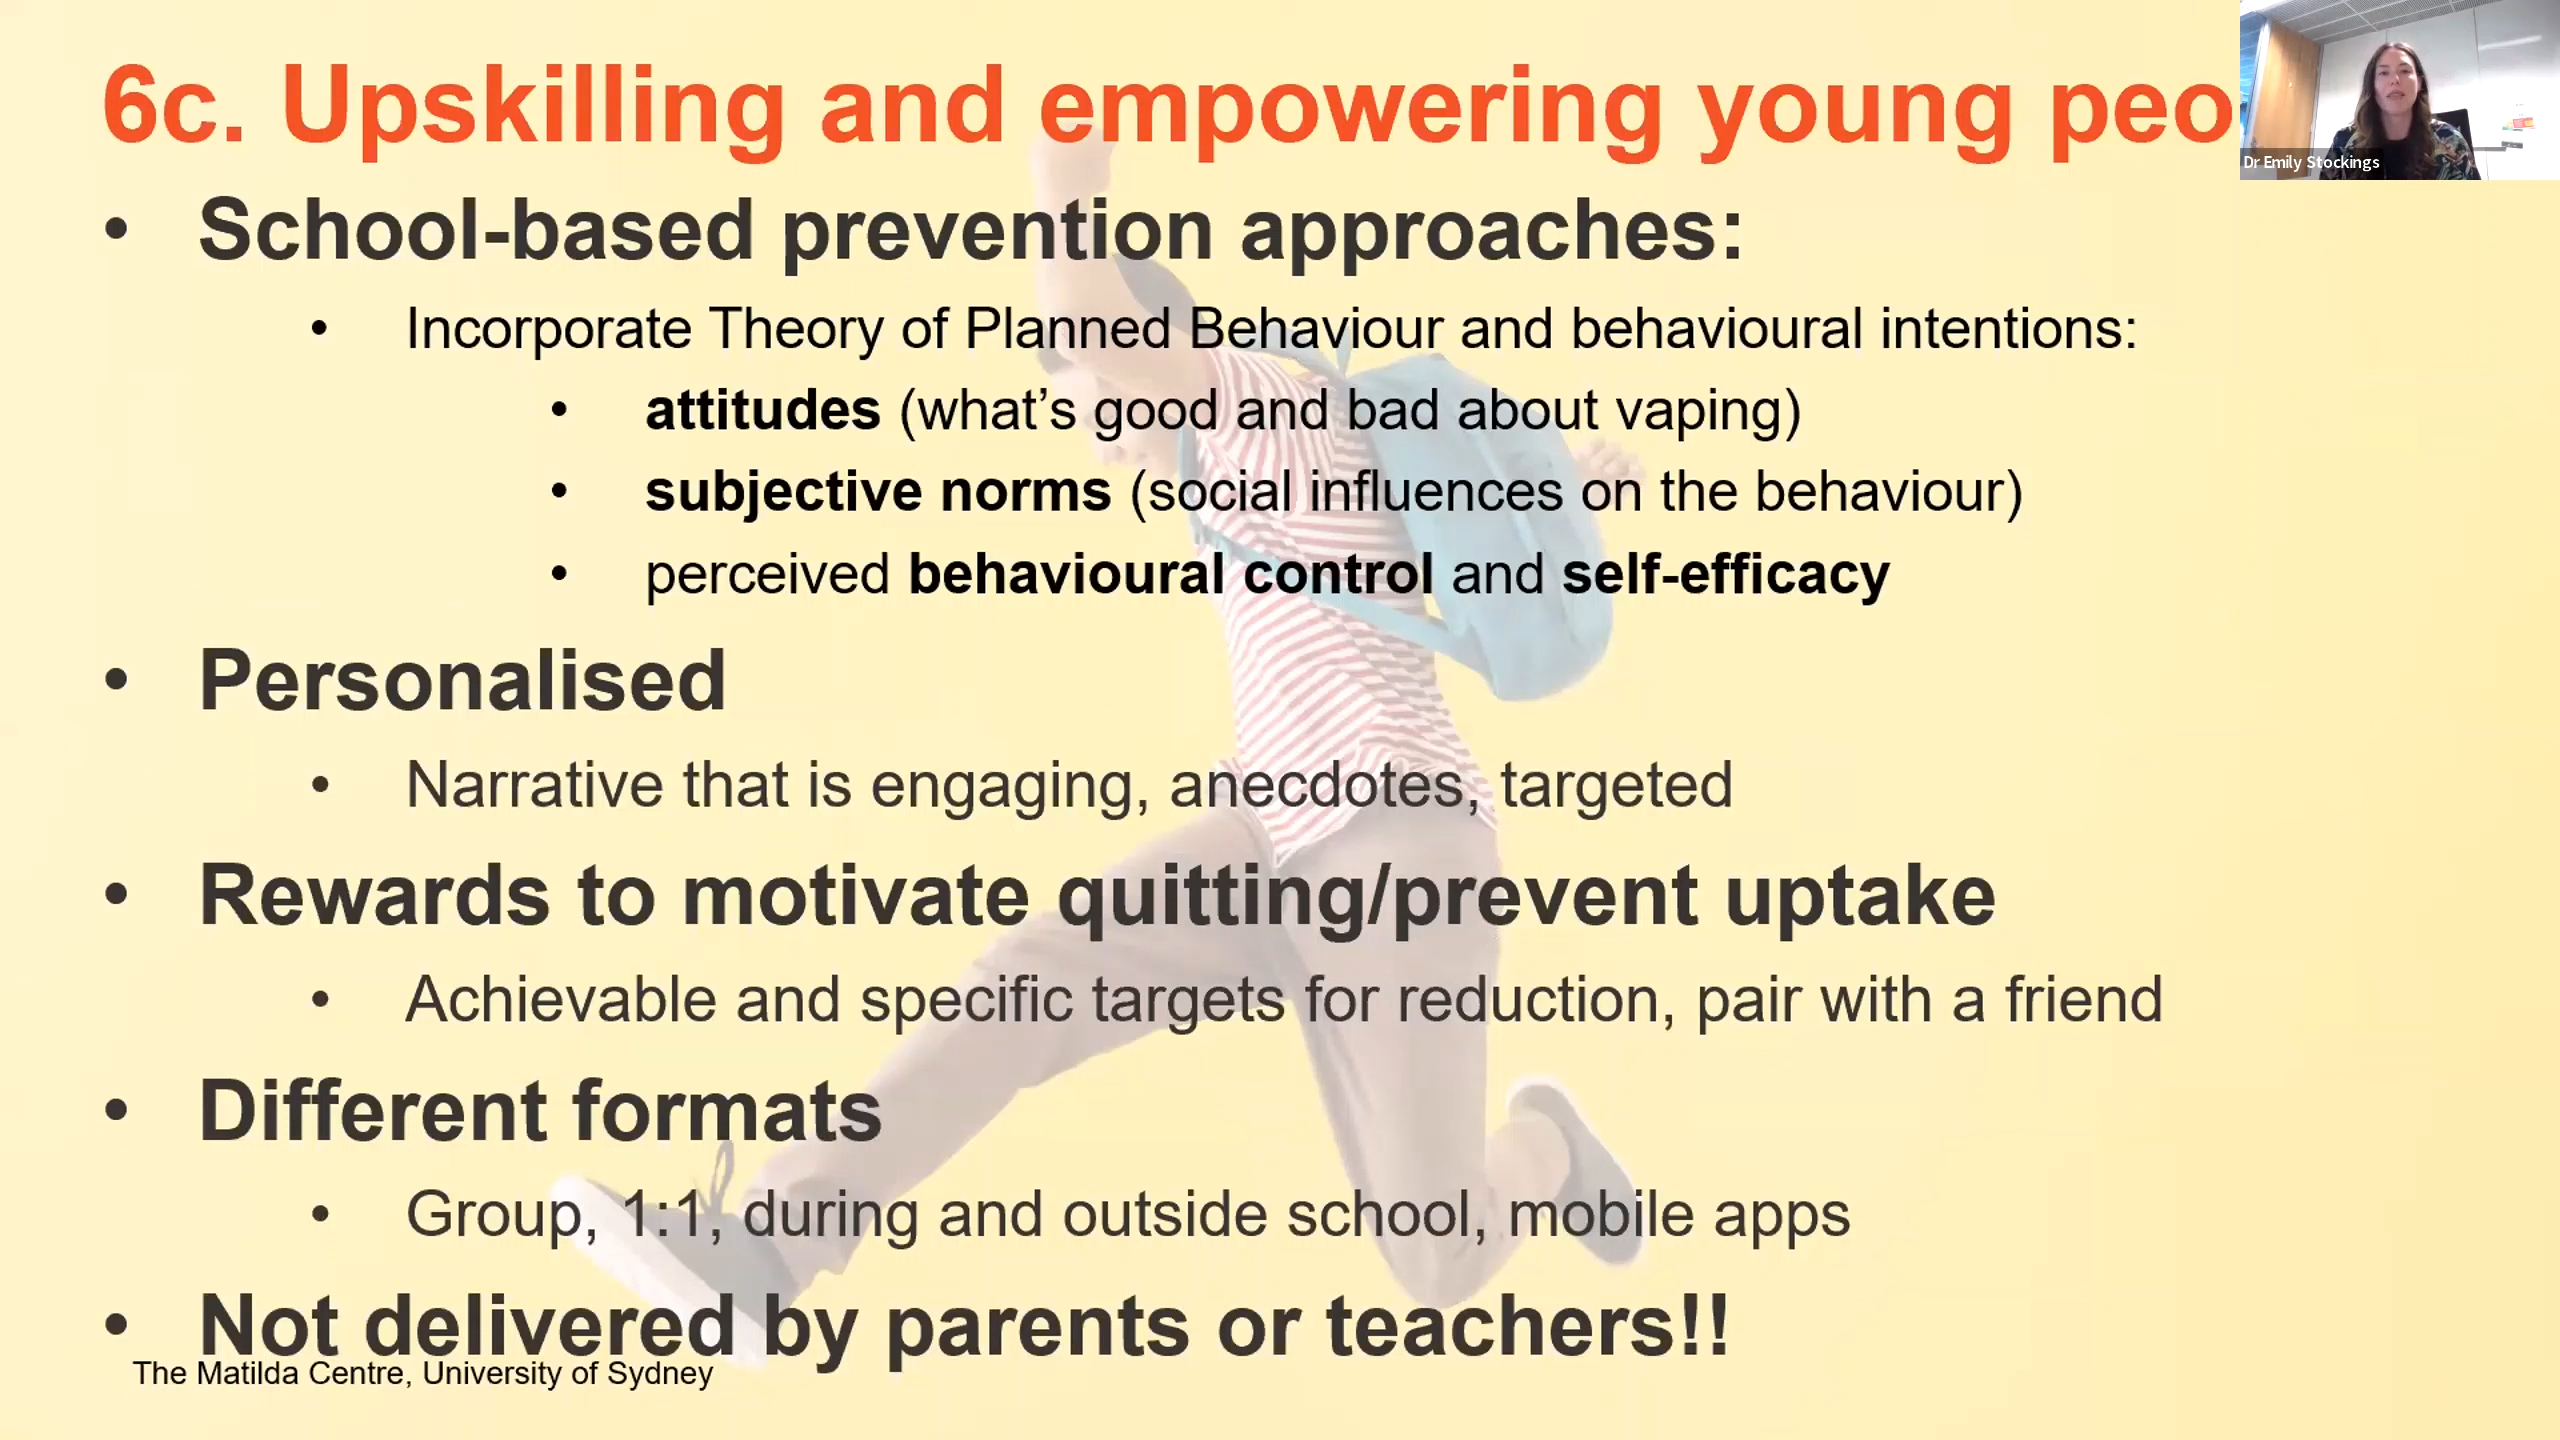 6c. Upskilling and empowering young peo
Dr Emily Stockings
• School-based prevention approaches:
• Incorporate Theory of Planned Behaviour and behavioural intentions:
• attitudes (what’s good and bad about vaping)
• subjective norms (social influences on the behaviour)
• perceived behavioural control and self-efficacy
• Personalised
• Narrative that is engaging, anecdotes, targeted
• Rewards to motivate quitting/prevent uptake
• Achievable and specific targets for reduction, pair with a friend
• Different formats
• Group, 1:1, during and outside school, mobile apps
• Not delivered by parents or teachers!!
The Matilda Centre, University of Sydney